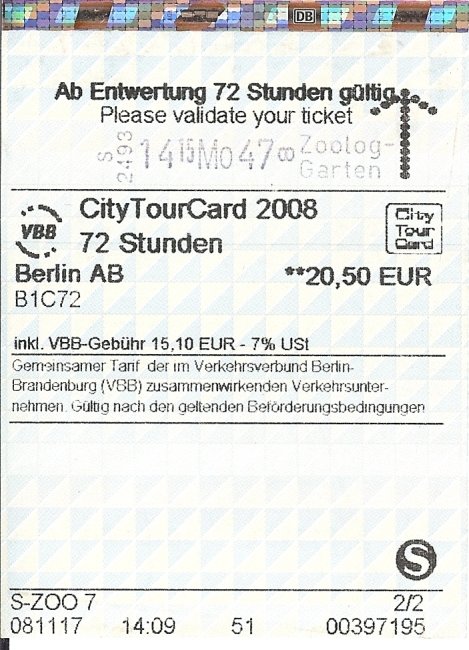 DB
Ab Entwertung 72 Stunden gültig
Please validate your ticket
S 2493 14 15 Mo 47 8 Zoolog-
Garten
VBB CityTourCard 2008
72 Stunden
City
Tour
Card
Berlin AB **20,50 EUR
B1C72
inkl. VBB-Gebühr 15,10 EUR - 7% USt
Gemeinsamer Tarif der im Verkehrsverbund Berlin-
Brandenburg (VBB) zusammenwirkenden Verkehrsunter-
nehmen. Gültig nach den geltenden Beförderungsbedingungen
S
S-ZOO 7 2/2
081117 14:09 51 00397195